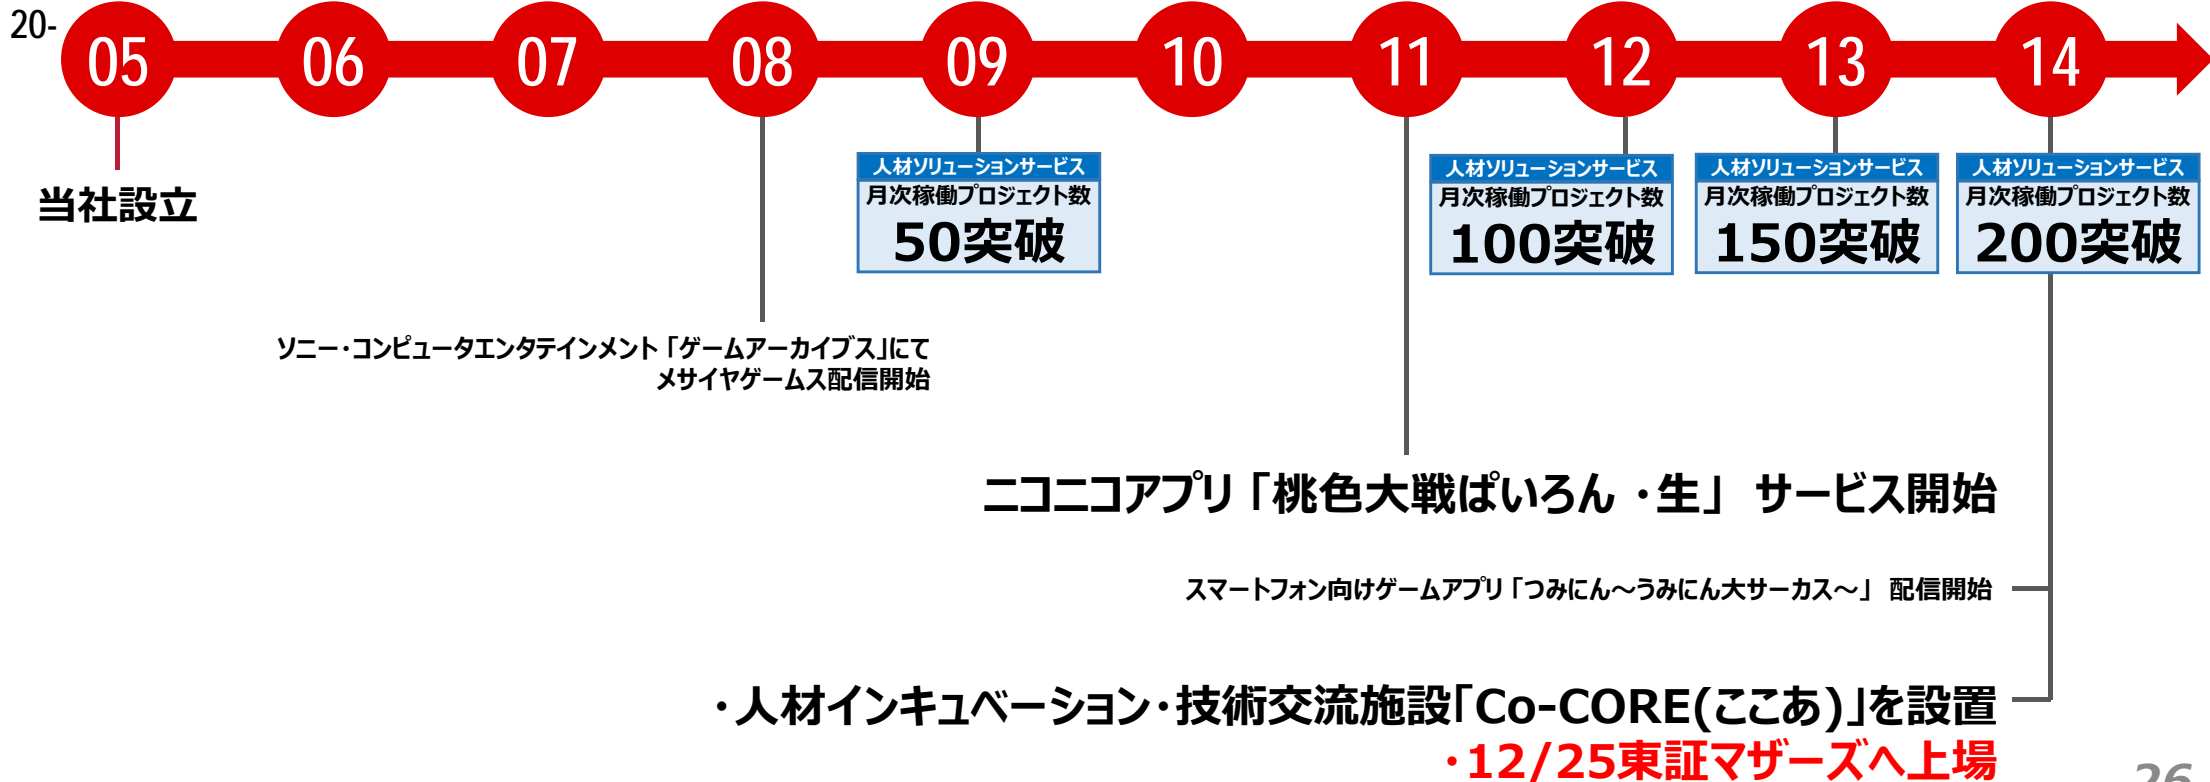 20-
05 06 07 08 09 10 11 12 13 14
当社設立
人材ソリューションサービス
月次稼働プロジェクト数
50突破
人材ソリューションサービス
月次稼働プロジェクト数
100突破
人材ソリューションサービス
月次稼働プロジェクト数
150突破
人材ソリューションサービス
月次稼働プロジェクト数
200突破
ソニー・コンピュータエンタテインメント「ゲームアーカイブス」にて
メサイヤゲームス配信開始
ニコニコアプリ「桃色大戦ぱいろん ・生」 サービス開始
スマートフォン向けゲームアプリ「つみにん～うみにん大サーカス～」 配信開始
・人材インキュベーション・技術交流施設「Co-CORE(ここあ)」を設置
・12/25東証マザーズへ上場
26